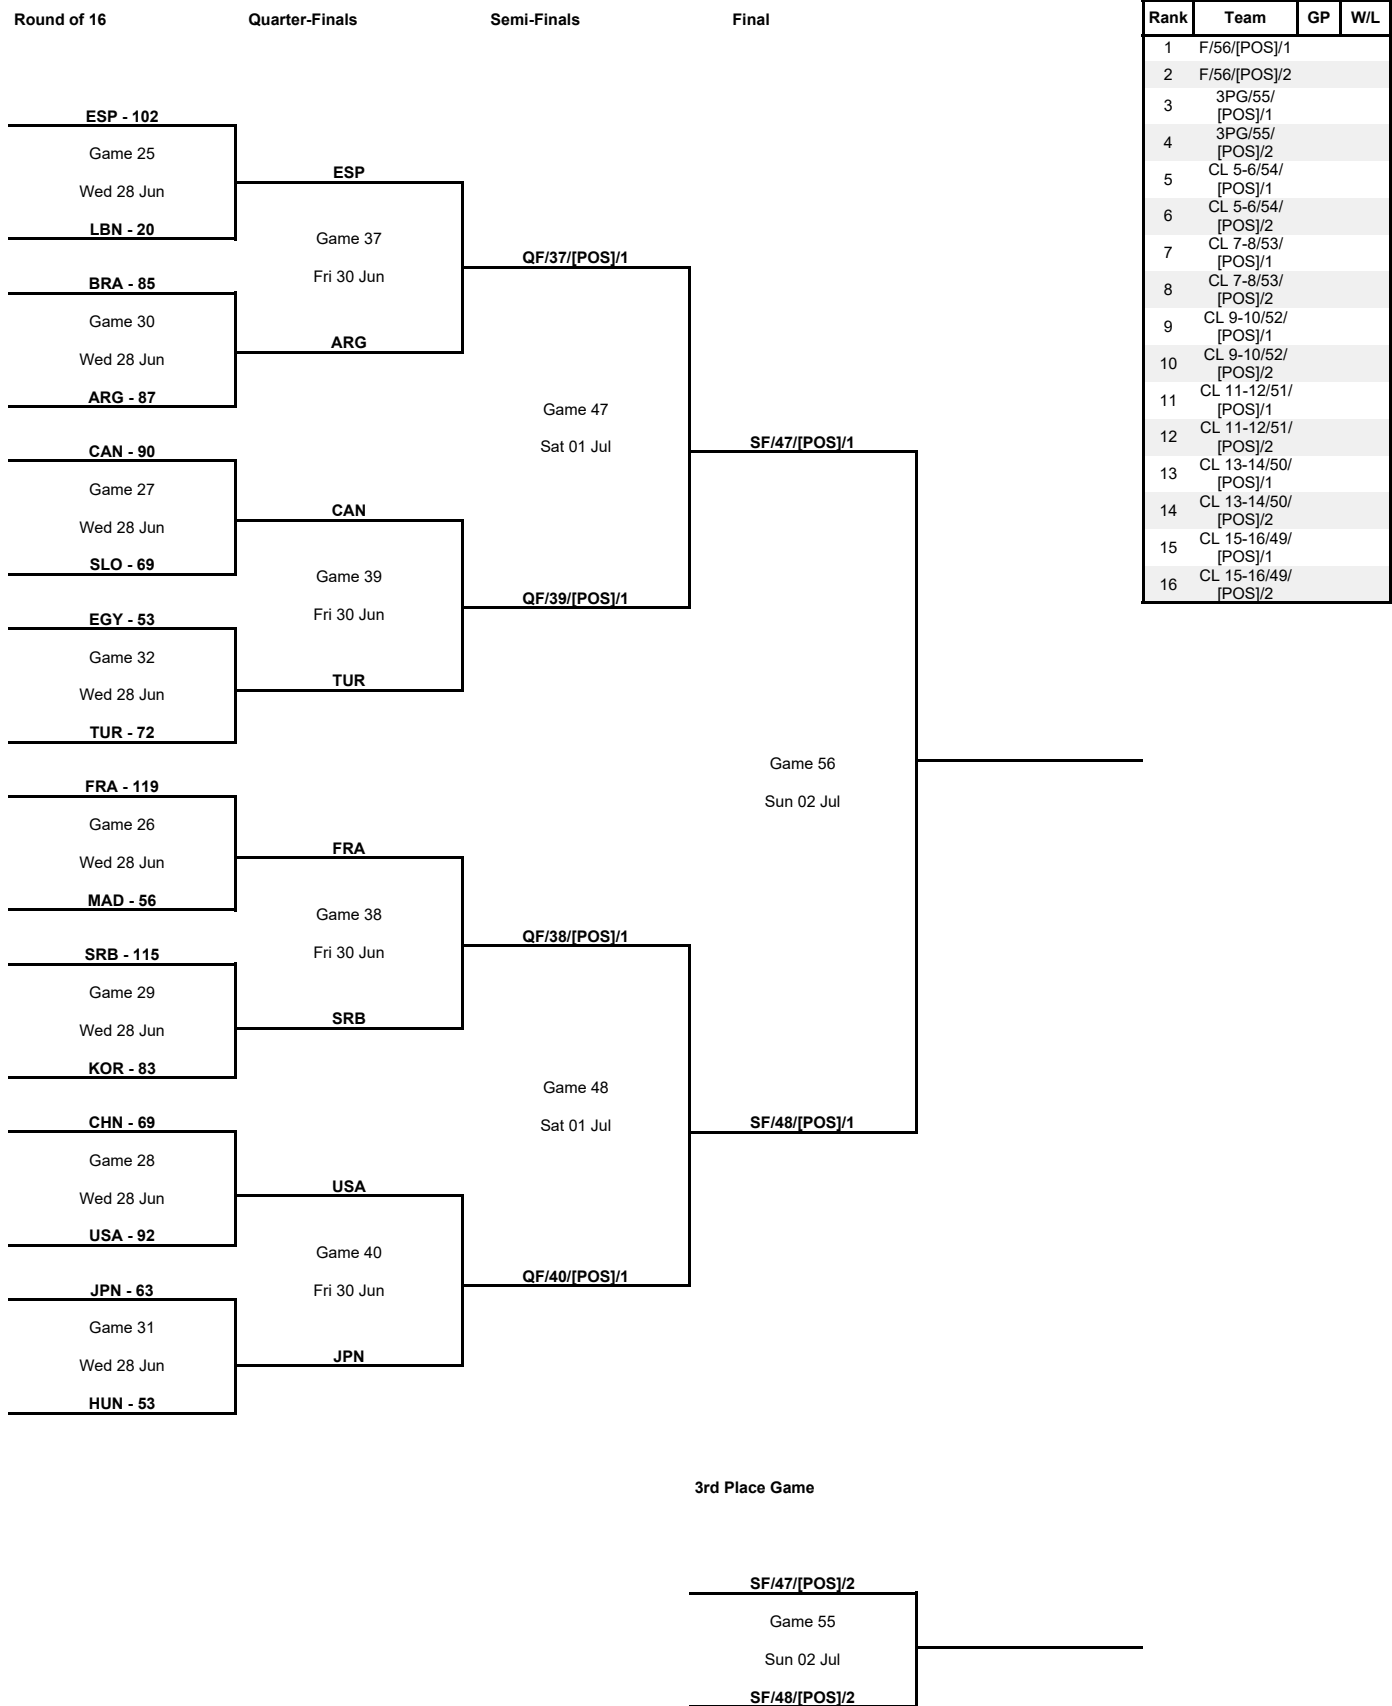 Round of 16
Quarter-Finals
Semi-Finals
Final
ESP - 102
Game 25
Wed 28 Jun
LBN - 20
BRA - 85
Game 30
Wed 28 Jun
ARG - 87
CAN - 90
Game 27
Wed 28 Jun
SLO - 69
EGY - 53
Game 32
Wed 28 Jun
TUR - 72
FRA - 119
Game 26
Wed 28 Jun
MAD - 56
SRB - 115
Game 29
Wed 28 Jun
KOR - 83
CHN - 69
Game 28
Wed 28 Jun
USA - 92
JPN - 63
Game 31
Wed 28 Jun
HUN - 53
ESP
Game 37
Fri 30 Jun
ARG
CAN
Game 39
Fri 30 Jun
TUR
FRA
Game 38
Fri 30 Jun
SRB
USA
Game 40
Fri 30 Jun
JPN
QF/37/[POS]/1
Game 47
Sat 01 Jul
QF/39/[POS]/1
QF/38/[POS]/1
Game 48
Sat 01 Jul
QF/40/[POS]/1
SF/47/[POS]/1
Game 56
Sun 02 Jul
SF/48/[POS]/1
3rd Place Game
SF/47/[POS]/2
Game 55
Sun 02 Jul
SF/48/[POS]/2
Rank Team GP W/L
1 F/56/[POS]/1
2 F/56/[POS]/2
3 3PG/55/
[POS]/1
4 3PG/55/
[POS]/2
5 CL 5-6/54/
[POS]/1
6 CL 5-6/54/
[POS]/2
7 CL 7-8/53/
[POS]/1
8 CL 7-8/53/
[POS]/2
9 CL 9-10/52/
[POS]/1
10 CL 9-10/52/
[POS]/2
11 CL 11-12/51/
[POS]/1
12 CL 11-12/51/
[POS]/2
13 CL 13-14/50/
[POS]/1
14 CL 13-14/50/
[POS]/2
15 CL 15-16/49/
[POS]/1
16 CL 15-16/49/
[POS]/2